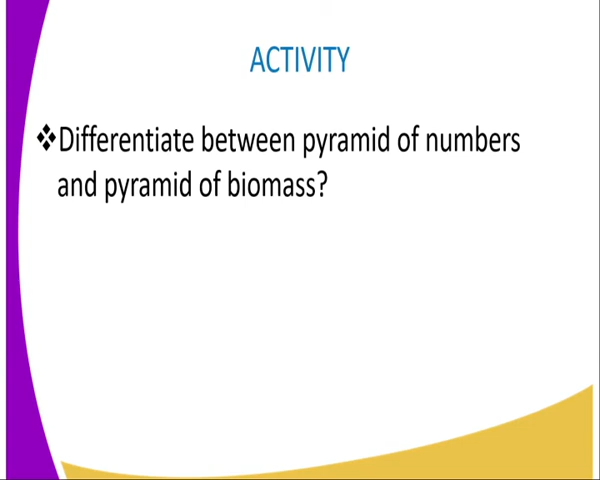 ACTIVITY
❖Differentiate between pyramid of numbers
and pyramid of biomass?